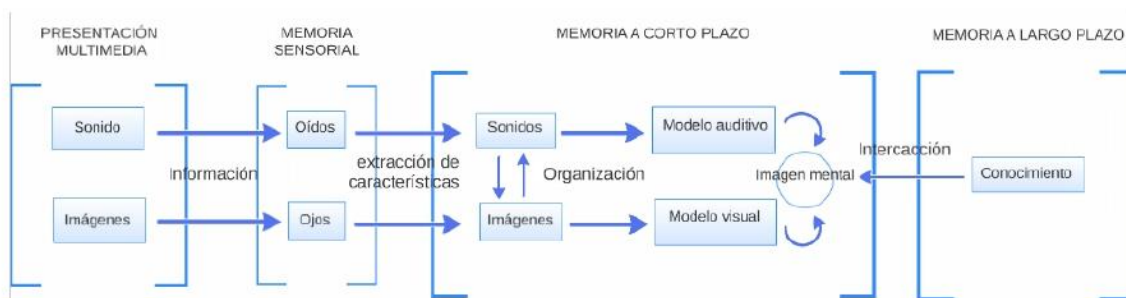 PRESENTACIÓN
MULTIMEDIA
MEMORIA
SENSORIAL
MEMORIA A CORTO PLAZO
MEMORIA A LARGO PLAZO
Sonido
Información
Imágenes
Oídos
extracción de
características
Ojos
Sonidos
Organización
Imágenes
Modelo auditivo
Imagen mental
Modelo visual
Intercacción
Conocimiento